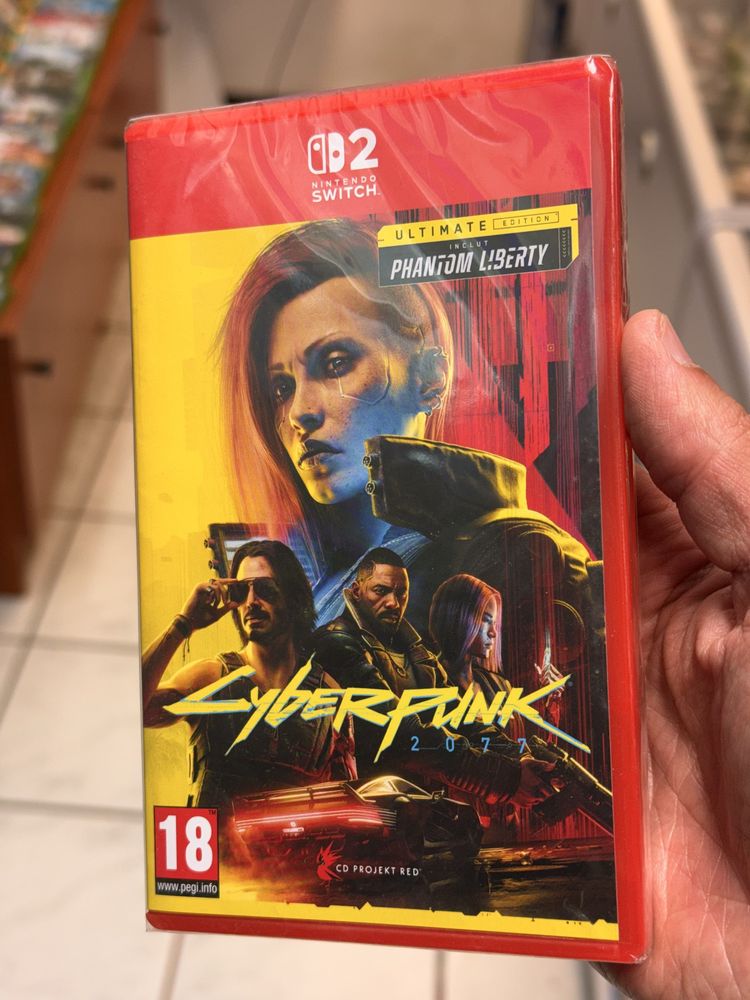 2
NINTENDO
SWITCH
ULTIMATE EDITION
INCLUT
PHANTOM LIBERTY
CYBERPUNK
2077
18
www.pegi.info
CD PROJEKT RED